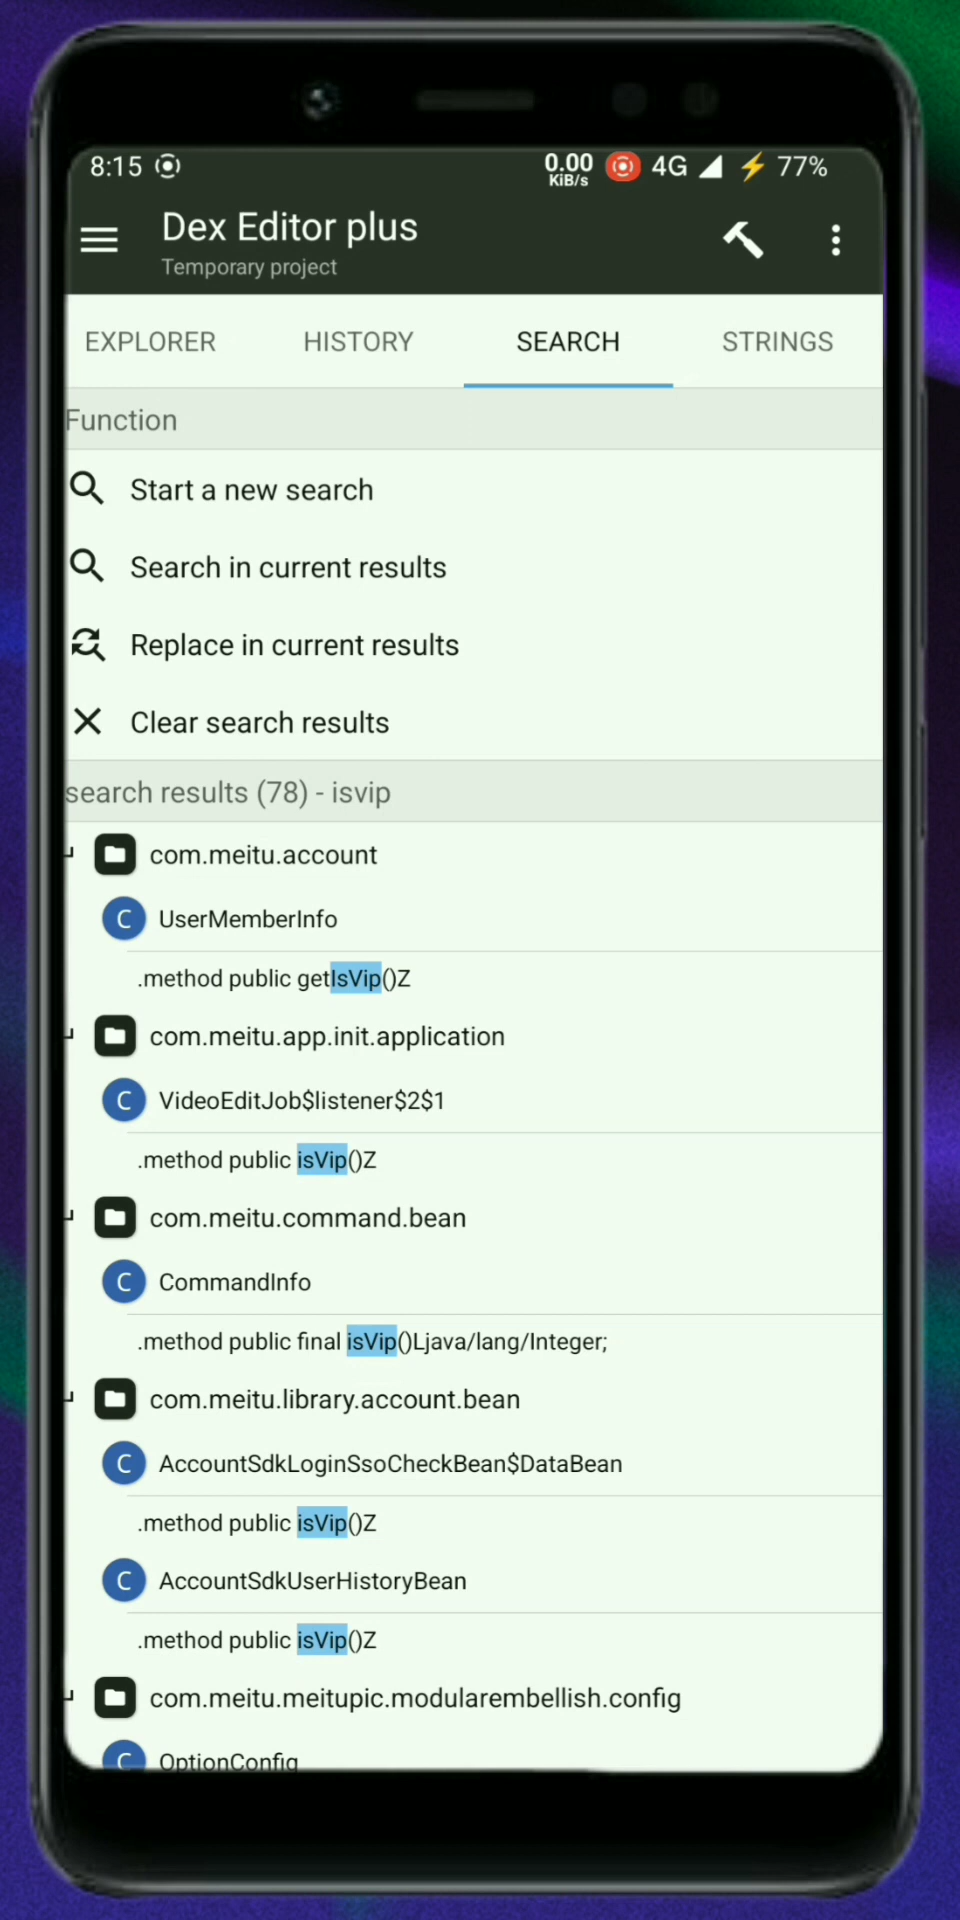 8:15 0.00 KiB/s 4G 77%
Dex Editor plus
Temporary project
EXPLORER HISTORY SEARCH STRINGS
Function
Start a new search
Search in current results
Replace in current results
Clear search results
search results (78) - isvip
com.meitu.account
C UserMemberInfo
.method public getIsVip()Z
com.meitu.app.init.application
C VideoEditJob$listener$2$1
.method public isVip()Z
com.meitu.command.bean
C CommandInfo
.method public final isVip()Ljava/lang/Integer;
com.meitu.library.account.bean
C AccountSdkLoginSsoCheckBean$DataBean
.method public isVip()Z
C AccountSdkUserHistoryBean
.method public isVip()Z
com.meitu.meitupic.modularembellish.config
C OptionConfig